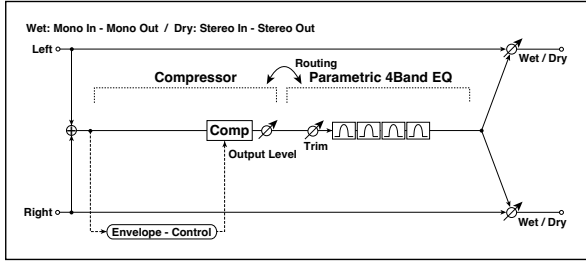 Wet: Mono In - Mono Out / Dry: Stereo In - Stereo Out
Left
Wet / Dry
Routing
Compressor
Parametric 4Band EQ
Comp
Output Level
Trim
Right
Wet / Dry
Envelope - Control